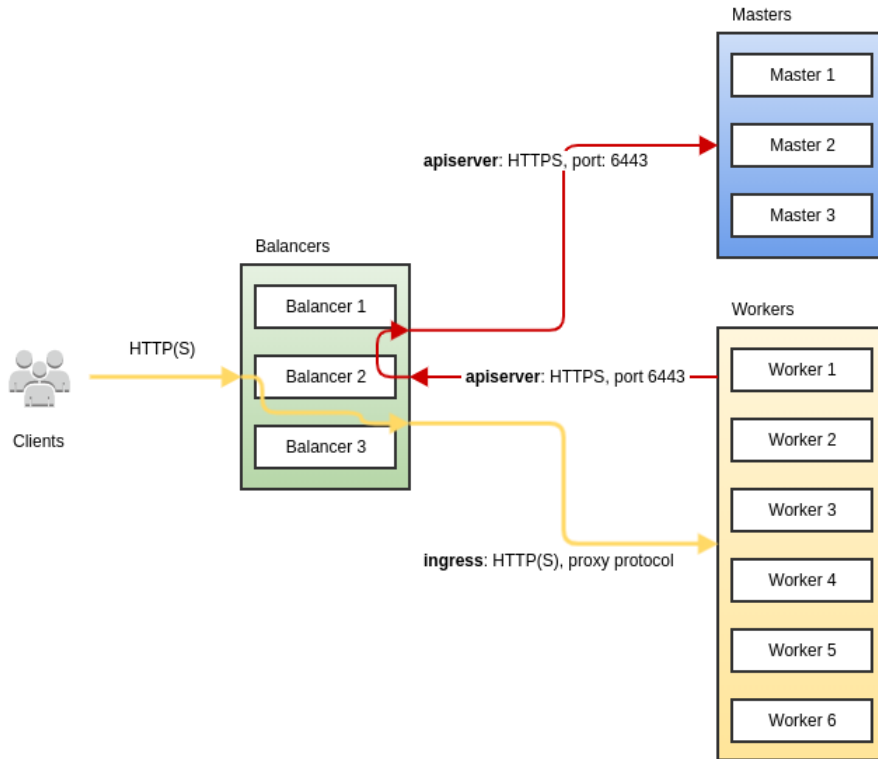 Masters
Master 1
Master 2
Master 3
apiserver: HTTPS, port: 6443
Balancers
Balancer 1
Balancer 2
Balancer 3
HTTP(S)
Clients
apiserver: HTTPS, port 6443
ingress: HTTP(S), proxy protocol
Workers
Worker 1
Worker 2
Worker 3
Worker 4
Worker 5
Worker 6